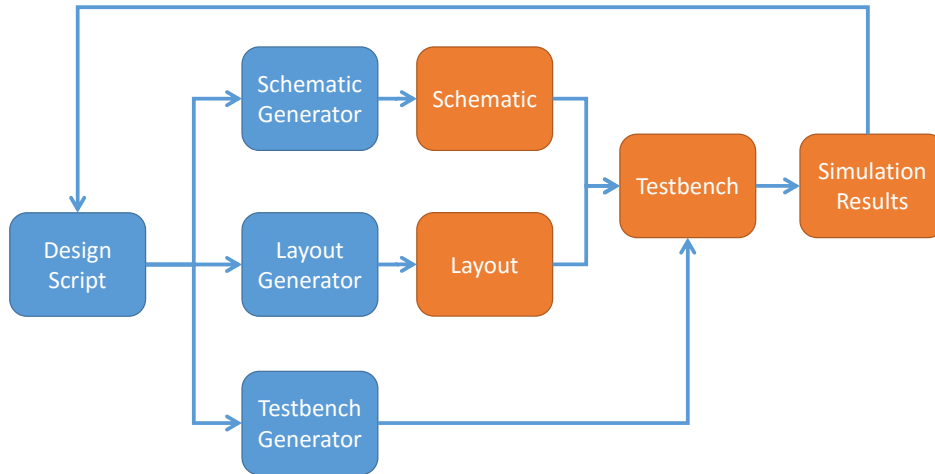 Schematic
Generator
Schematic
Testbench
Simulation
Results
Design
Script
Layout
Generator
Layout
Testbench
Generator